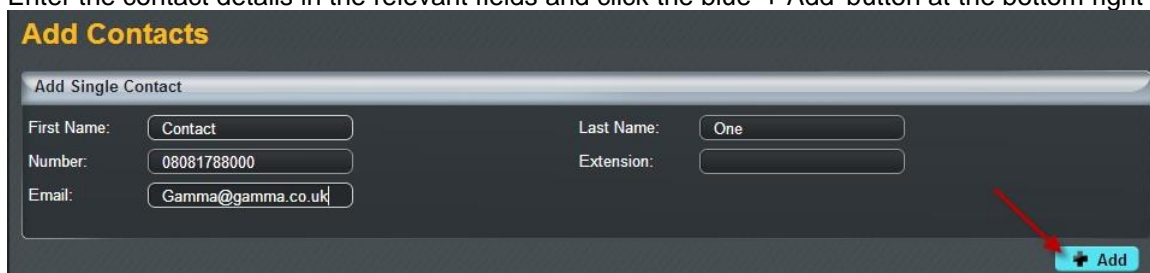 Enter the contact details in the relevant fields and click the blue '+ Add' button at the bottom right
Add Contacts
Add Single Contact
First Name: Contact Last Name: One
Number: 08081788000 Extension:
Email: Gamma@gamma.co.uk
+ Add